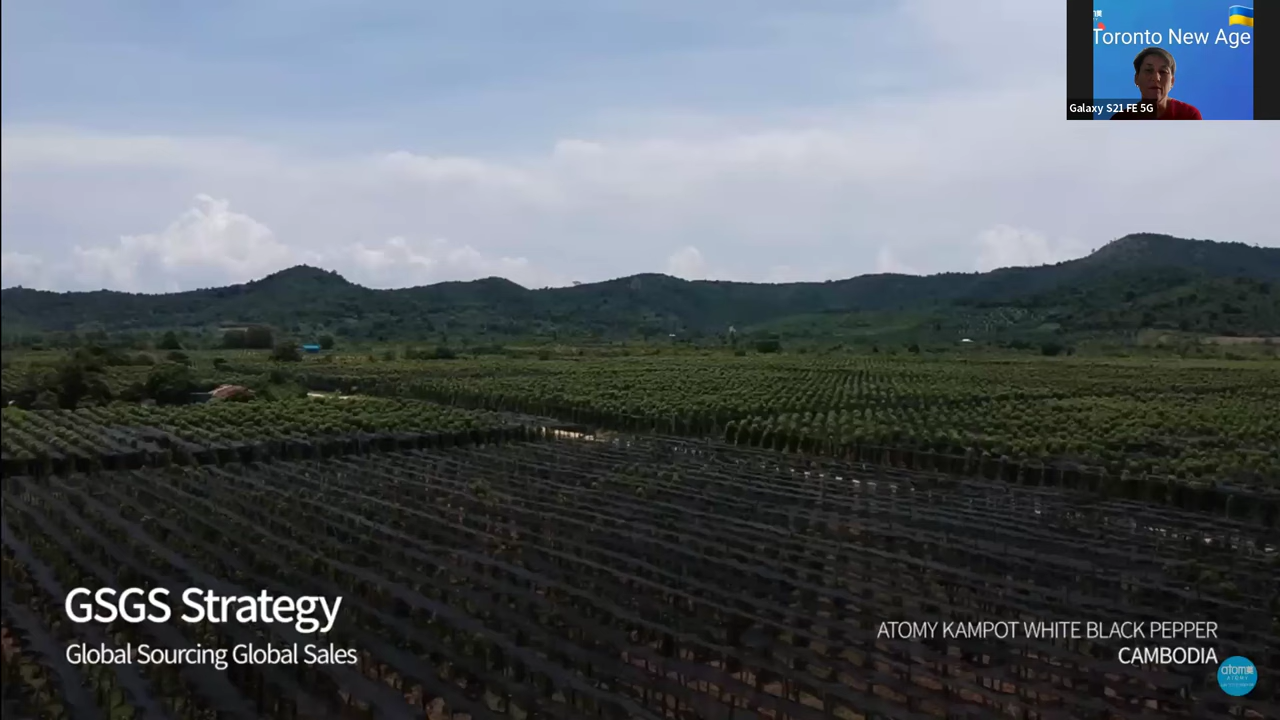 Toronto New Age
Galaxy S21 FE 5G
GSGS Strategy
Global Sourcing Global Sales
ATOMY KAMPOT WHITE BLACK PEPPER
CAMBODIA
atom